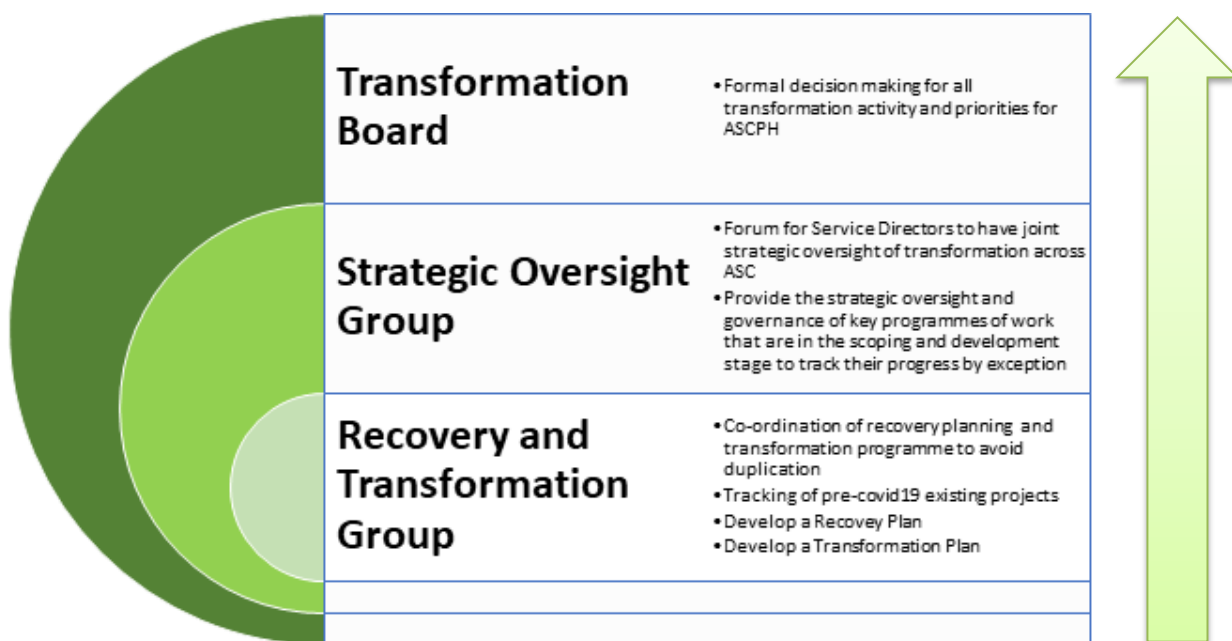 Transformation
Board
•Formal decision making for all
transformation activity and priorities for
ASCPH
Strategic Oversight
Group
•Forum for Service Directors to have joint
strategic oversight of transformation across
ASC
•Provide the strategic oversight and
governance of key programmes of work
that are in the scoping and development
stage to track their progress by exception
Recovery and
Transformation
Group
•Co-ordination of recovery planning and
transformation programme to avoid
duplication
•Tracking of pre-covid19 existing projects
•Develop a Recovey Plan
•Develop a Transformation Plan